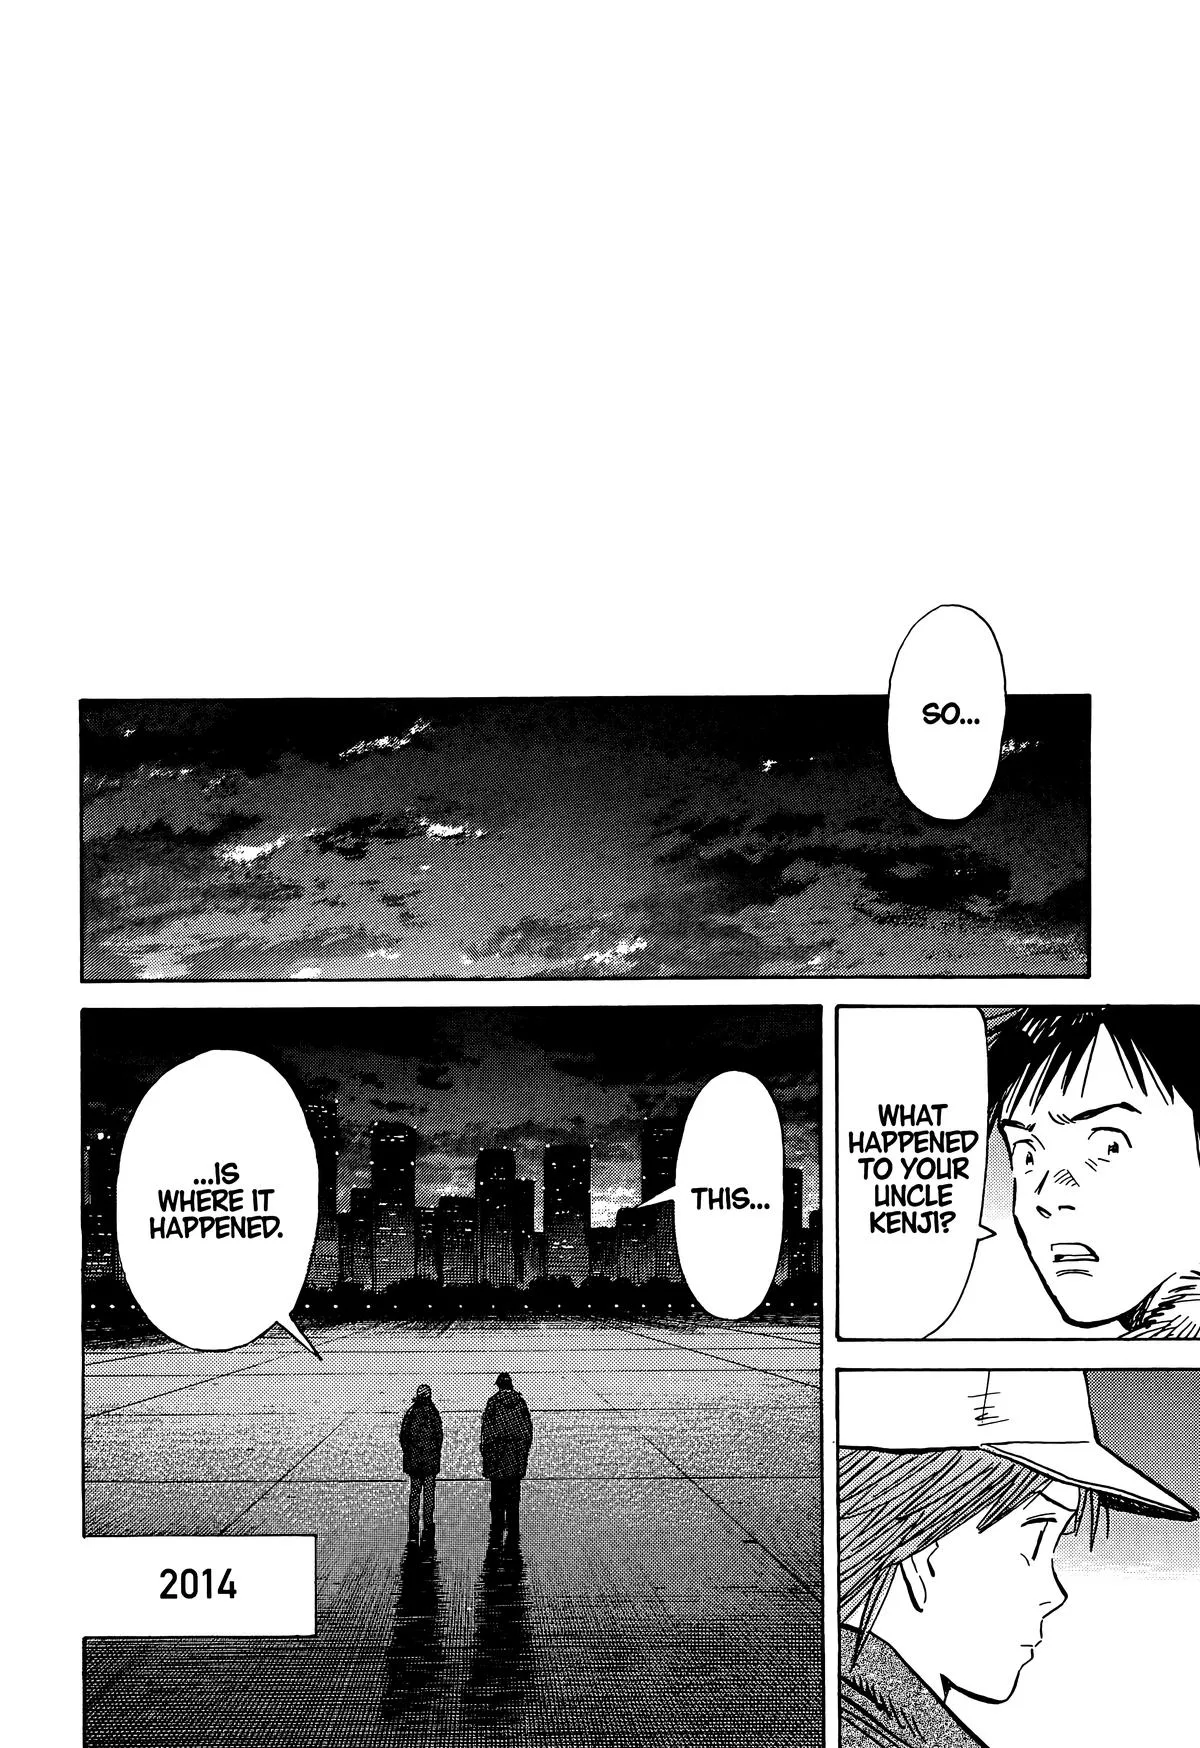 SO...
WHAT
HAPPENED
TO YOUR
UNCLE
KENJI?
THIS...
...IS
WHERE IT
HAPPENED.
2014